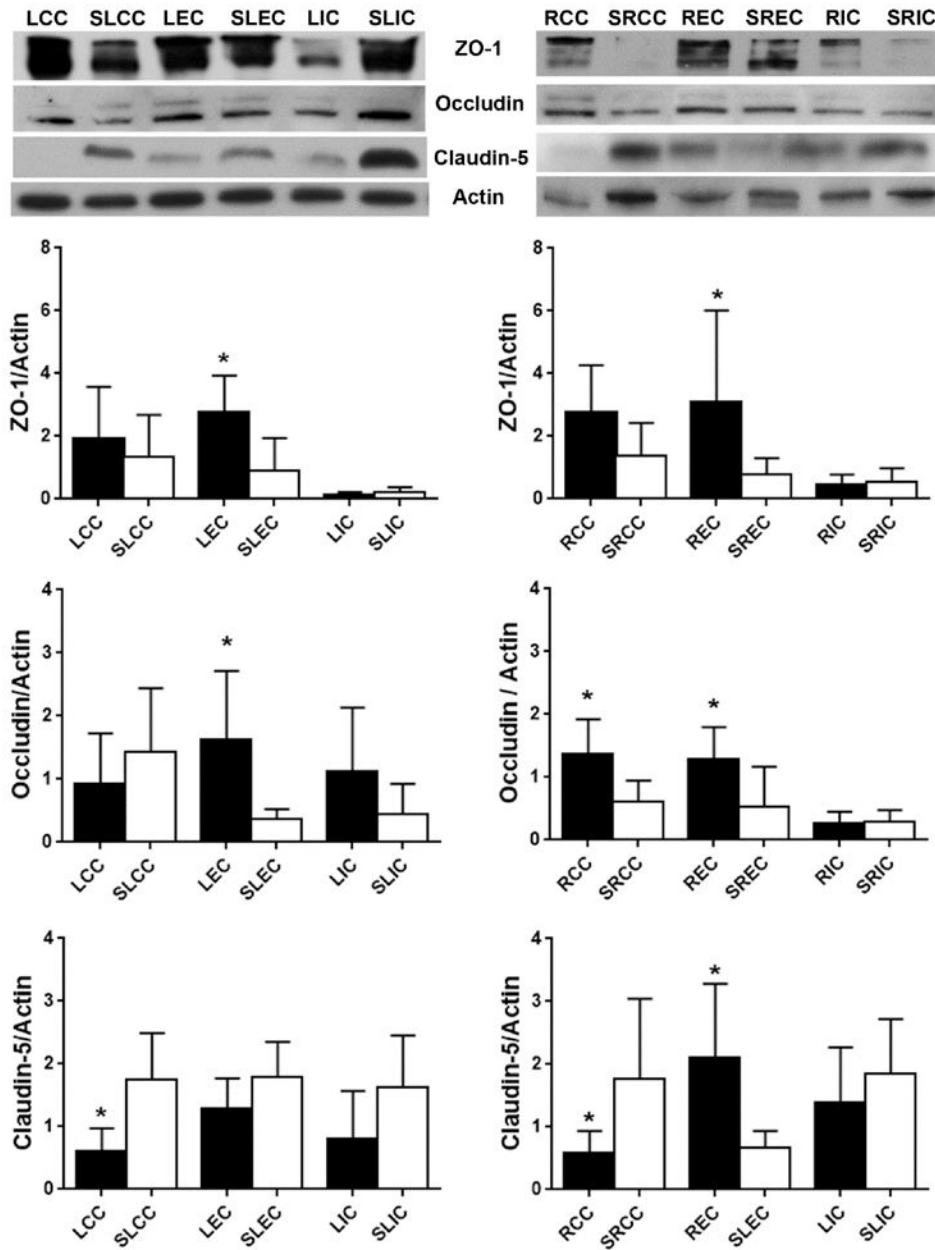 LCC SLCC LEC SLEC LIC SLIC RCC SRCC REC SREC RIC SRIC
ZO-1
Occludin
Claudin-5
Actin
8
6
4
2
0
ZO-1/Actin
*
LCC SLCC LEC SLEC LIC SLIC
8
6
4
2
0
ZO-1/ Actin
*
RCC SRCC REC SREC RIC SRIC
4
3
2
1
0
Occludin/Actin
*
LCC SLCC LEC SLEC LIC SLIC
4
3
2
1
0
Occludin / Actin
* *
RCC SRCC REC SREC RIC SRIC
4
3
2
1
0
Claudin-5/Actin
*
LCC SLCC LEC SLEC LIC SLIC
4
3
2
1
0
Claudin-5/Actin
* *
RCC SRCC REC SLEC LIC SLIC